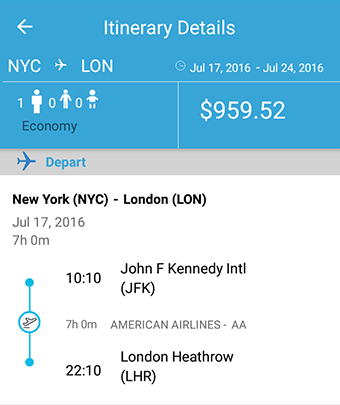 Itinerary Details
NYC LON Jul 17, 2016 - Jul 24, 2016
1 0 0
Economy
$959.52
Depart
New York (NYC) - London (LON)
Jul 17, 2016
7h 0m
10:10 John F Kennedy Intl
(JFK)
7h 0m AMERICAN AIRLINES - AA
22:10 London Heathrow
(LHR)